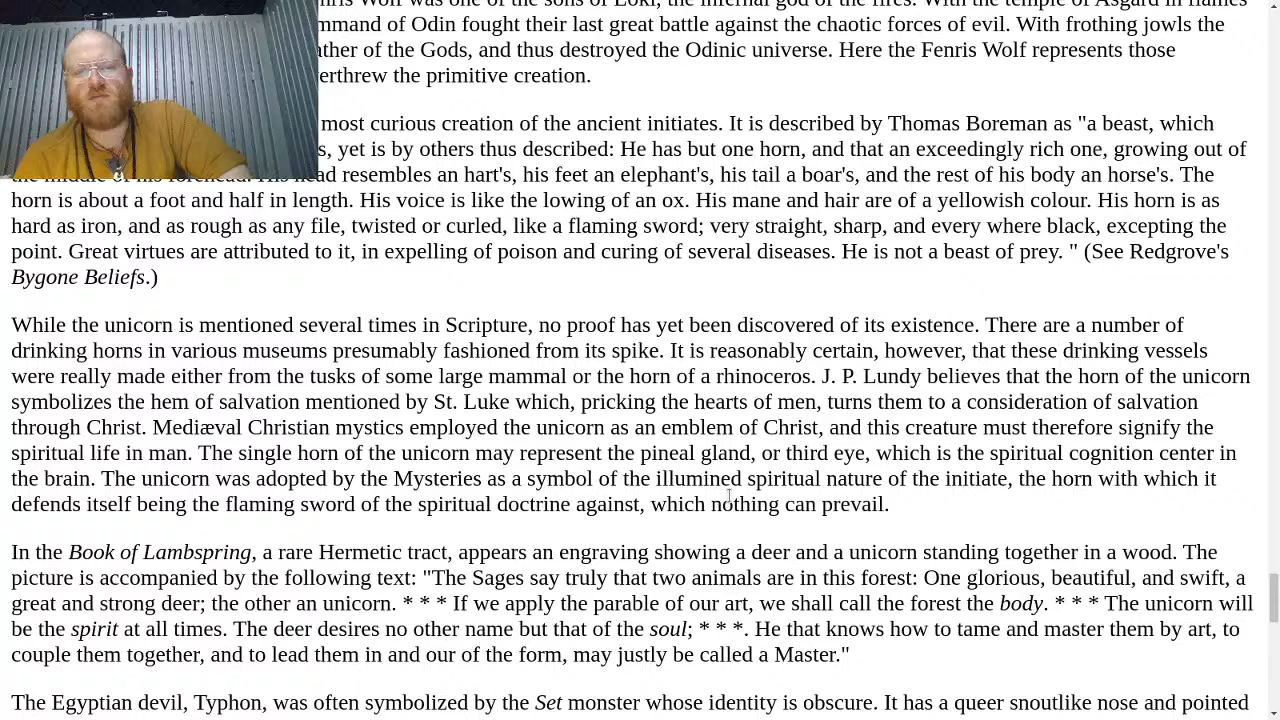 Wolf was one of the sons of Loki, the infernal god of the fires. With the temple of Asgard in flames
mmand of Odin fought their last great battle against the chaotic forces of evil. With frothing jowls the
ather of the Gods, and thus destroyed the Odinic universe. Here the Fenris Wolf represents those
erthrew the primitive creation.
most curious creation of the ancient initiates. It is described by Thomas Boreman as "a beast, which
s, yet is by others thus described: He has but one horn, and that an exceedingly rich one, growing out of
resembles an hart's, his feet an elephant's, his tail a boar's, and the rest of his body an horse's. The
horn is about a foot and half in length. His voice is like the lowing of an ox. His mane and hair are of a yellowish colour. His horn is as
hard as iron, and as rough as any file, twisted or curled, like a flaming sword; very straight, sharp, and every where black, excepting the
point. Great virtues are attributed to it, in expelling of poison and curing of several diseases. He is not a beast of prey. " (See Redgrove's
Bygone Beliefs.)
While the unicorn is mentioned several times in Scripture, no proof has yet been discovered of its existence. There are a number of
drinking horns in various museums presumably fashioned from its spike. It is reasonably certain, however, that these drinking vessels
were really made either from the tusks of some large mammal or the horn of a rhinoceros. J. P. Lundy believes that the horn of the unicorn
symbolizes the hem of salvation mentioned by St. Luke which, pricking the hearts of men, turns them to a consideration of salvation
through Christ. Mediæval Christian mystics employed the unicorn as an emblem of Christ, and this creature must therefore signify the
spiritual life in man. The single horn of the unicorn may represent the pineal gland, or third eye, which is the spiritual cognition center in
the brain. The unicorn was adopted by the Mysteries as a symbol of the illumined spiritual nature of the initiate, the horn with which it
defends itself being the flaming sword of the spiritual doctrine against, which nothing can prevail.
In the Book of Lambspring, a rare Hermetic tract, appears an engraving showing a deer and a unicorn standing together in a wood. The
picture is accompanied by the following text: "The Sages say truly that two animals are in this forest: One glorious, beautiful, and swift, a
great and strong deer; the other an unicorn. * * * If we apply the parable of our art, we shall call the forest the body. * * * The unicorn will
be the spirit at all times. The deer desires no other name but that of the soul; * * *. He that knows how to tame and master them by art, to
couple them together, and to lead them in and our of the form, may justly be called a Master."
The Egyptian devil, Typhon, was often symbolized by the Set monster whose identity is obscure. It has a queer snoutlike nose and pointed